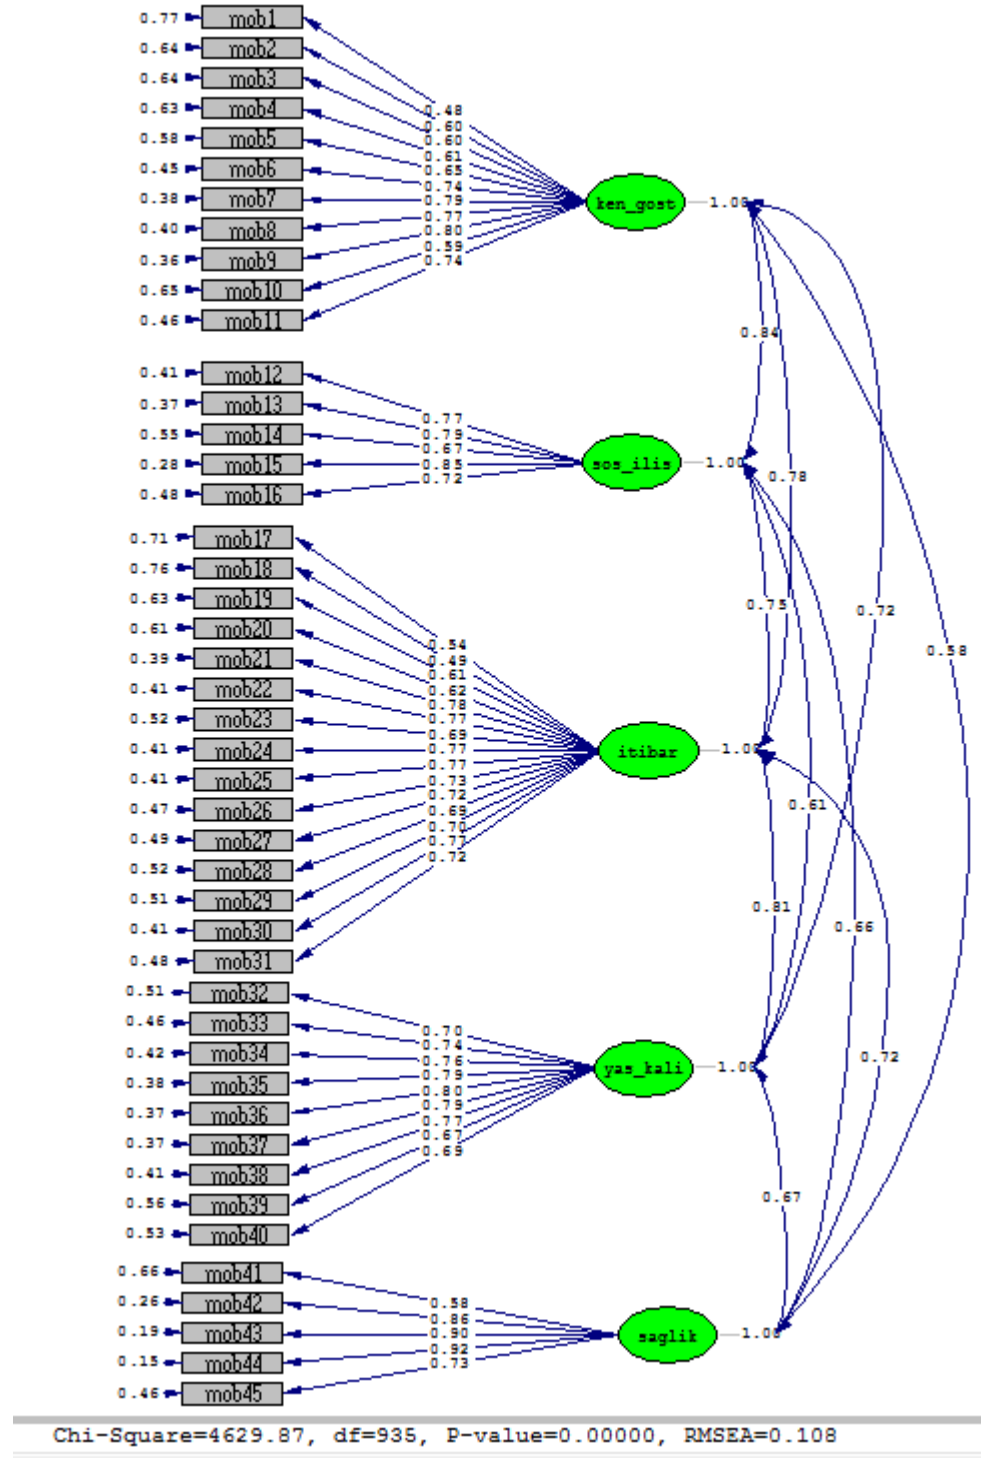 0.77 mob1
0.64 mob2
0.64 mob3
0.63 mob4
0.58 mob5
0.45 mob6
0.38 mob7
0.40 mob8
0.36 mob9
0.65 mob10
0.46 mob11
0.48
0.60
0.60
0.61
0.65
0.74
0.79
0.77
0.80
0.59
0.74
ken_gost 1.00
0.84
0.41 mob12
0.37 mob13
0.55 mob14
0.28 mob15
0.48 mob16
0.77
0.79
0.67
0.85
0.72
sos_ilis 1.00
0.78
0.75
0.72
0.58
0.71 mob17
0.76 mob18
0.63 mob19
0.61 mob20
0.39 mob21
0.41 mob22
0.52 mob23
0.41 mob24
0.41 mob25
0.47 mob26
0.49 mob27
0.52 mob28
0.51 mob29
0.41 mob30
0.48 mob31
0.54
0.49
0.61
0.62
0.78
0.77
0.69
0.77
0.77
0.73
0.72
0.69
0.70
0.77
0.72
itibar 1.00
0.61
0.81
0.66
0.51 mob32
0.46 mob33
0.42 mob34
0.38 mob35
0.37 mob36
0.37 mob37
0.41 mob38
0.56 mob39
0.53 mob40
0.70
0.74
0.76
0.79
0.80
0.79
0.77
0.67
0.69
yas_kali 1.00
0.72
0.67
0.66 mob41
0.26 mob42
0.19 mob43
0.15 mob44
0.46 mob45
0.58
0.86
0.90
0.92
0.73
saglik 1.00
Chi-Square=4629.87, df=935, P-value=0.00000, RMSEA=0.108